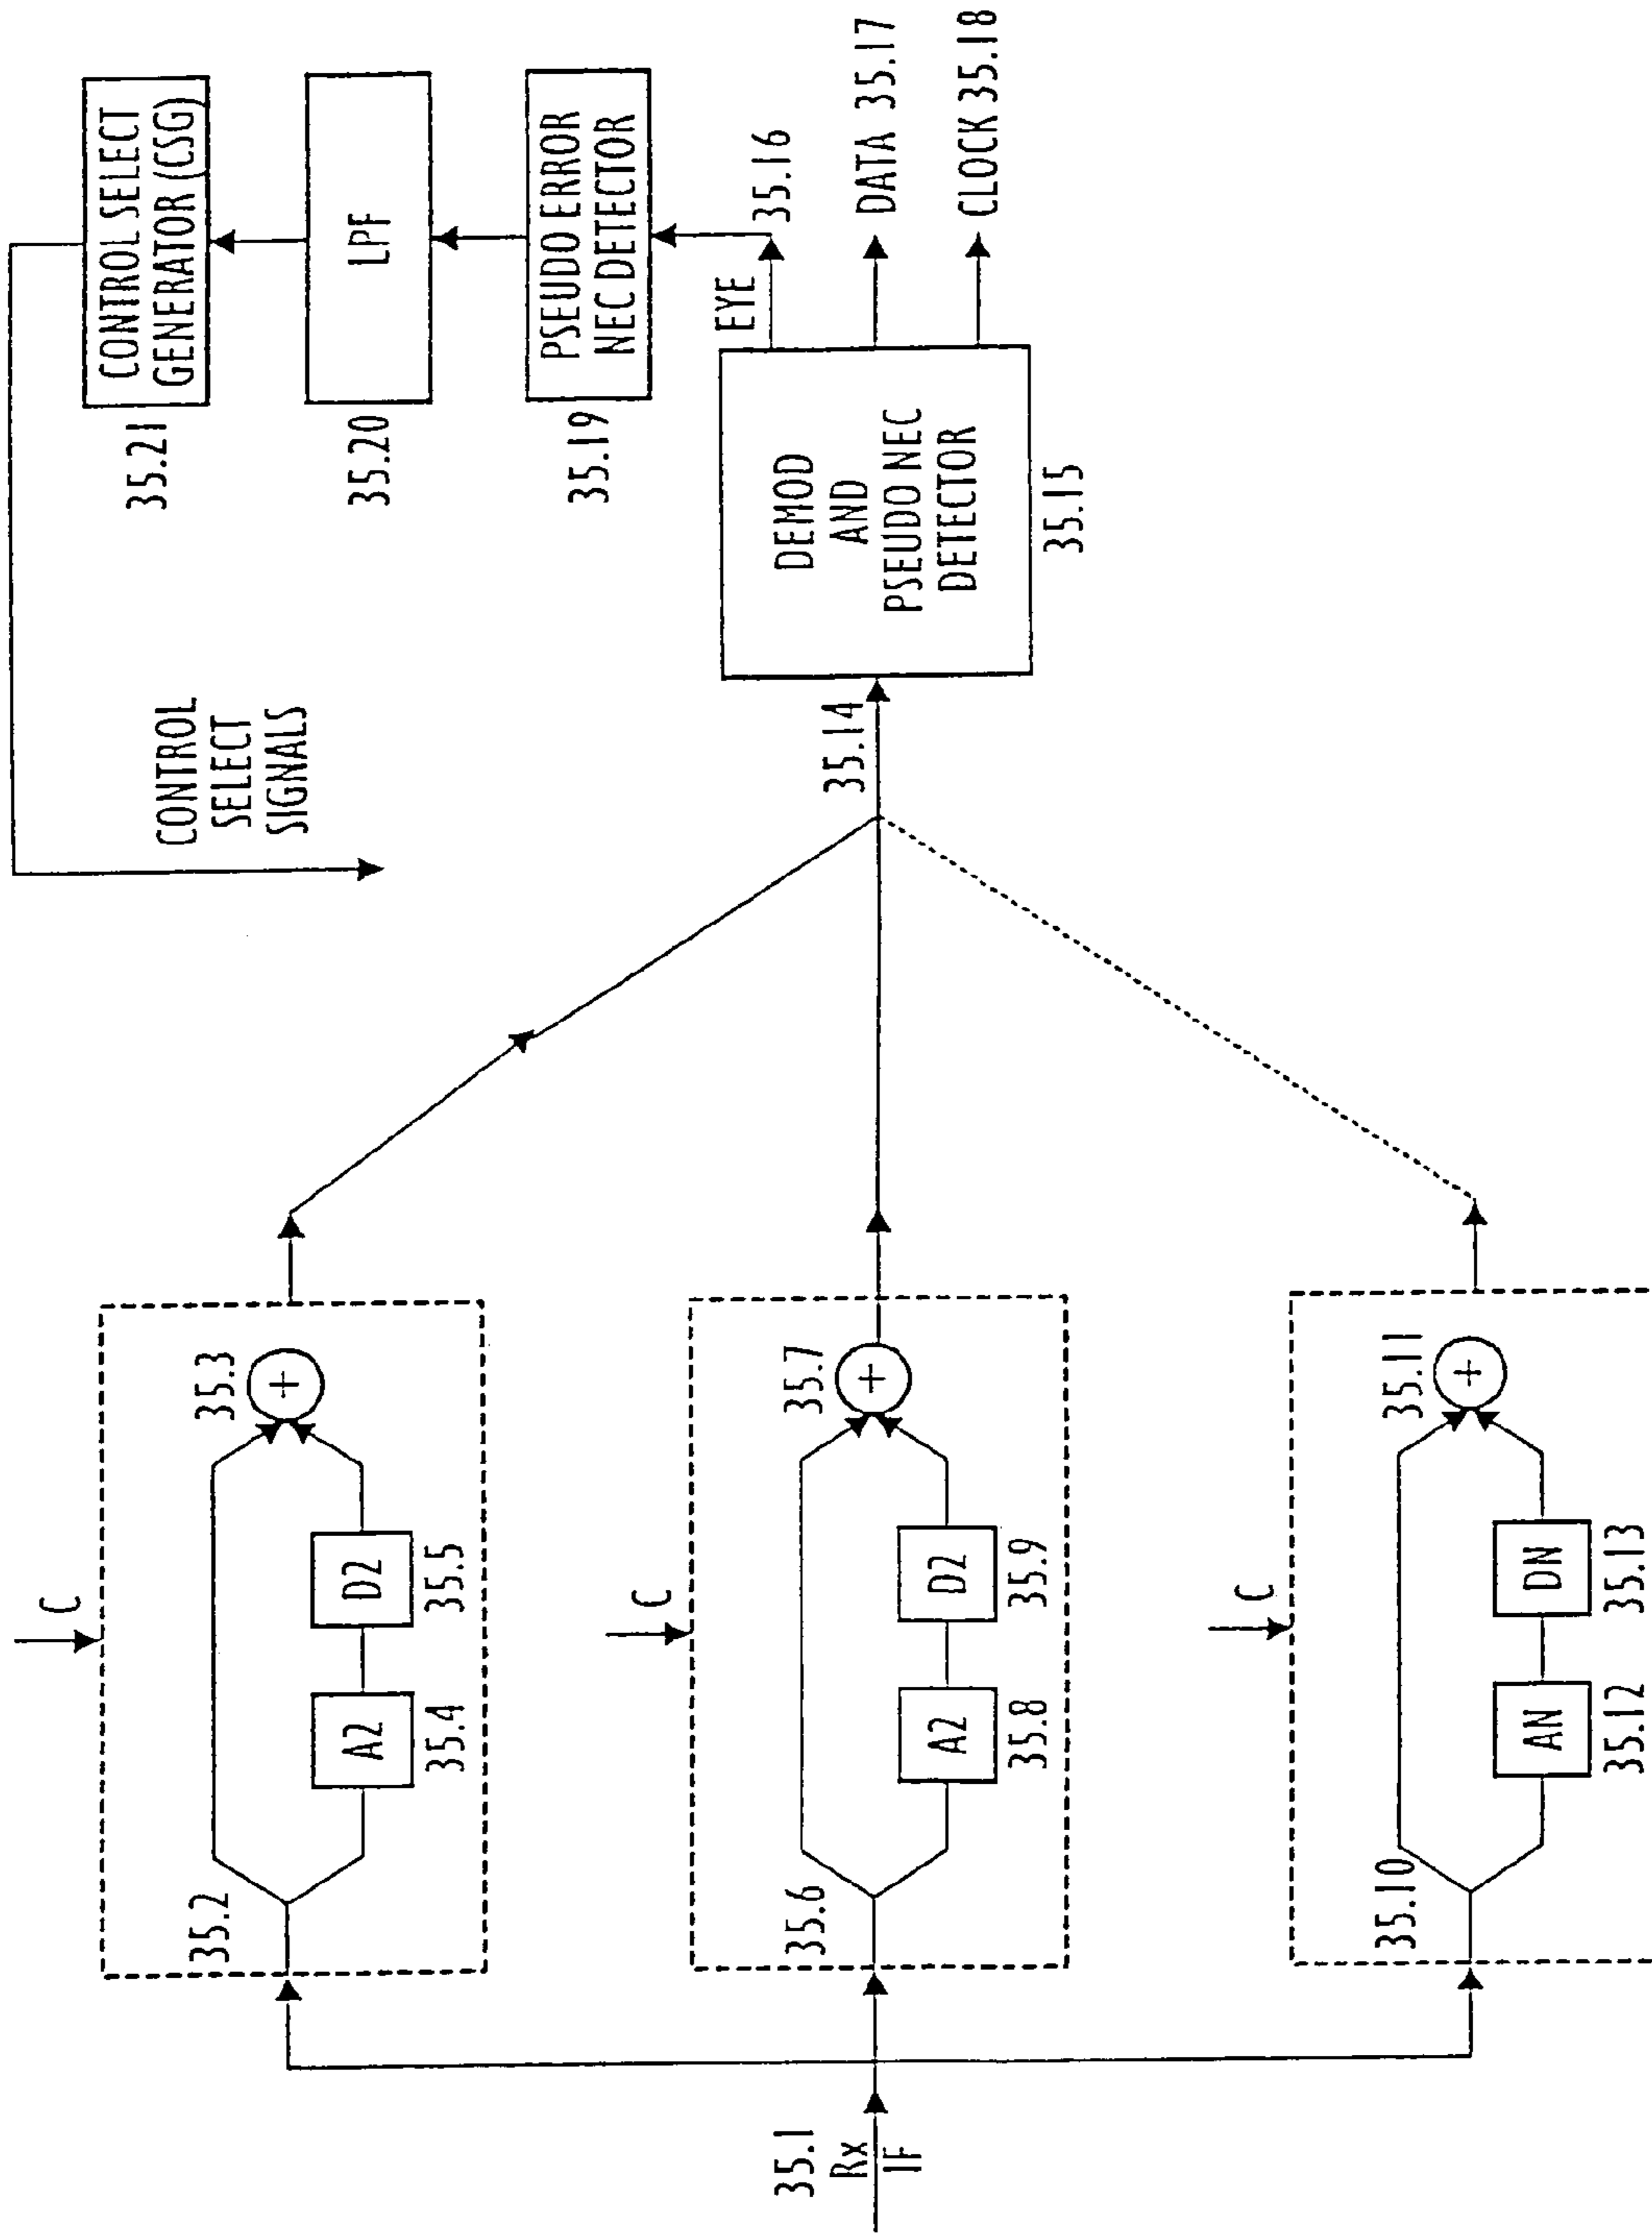 CONTROL SELECT
GENERATOR (CSG)
35.21
LPF
35.20
PSEUDO ERROR
NEC DETECTOR
35.19
CONTROL
SELECT
SIGNALS
EYE
35.16
DATA 35.17
CLOCK 35.18
DEMOD
AND
PSEUDO NEC
DETECTOR
35.15
35.14
C
35.2
35.3
A2
D2
35.4
35.5
C
35.6
35.7
A2
D2
35.8
35.9
C
35.10
35.11
AN
DN
35.12
35.13
35.1
Rx
IF